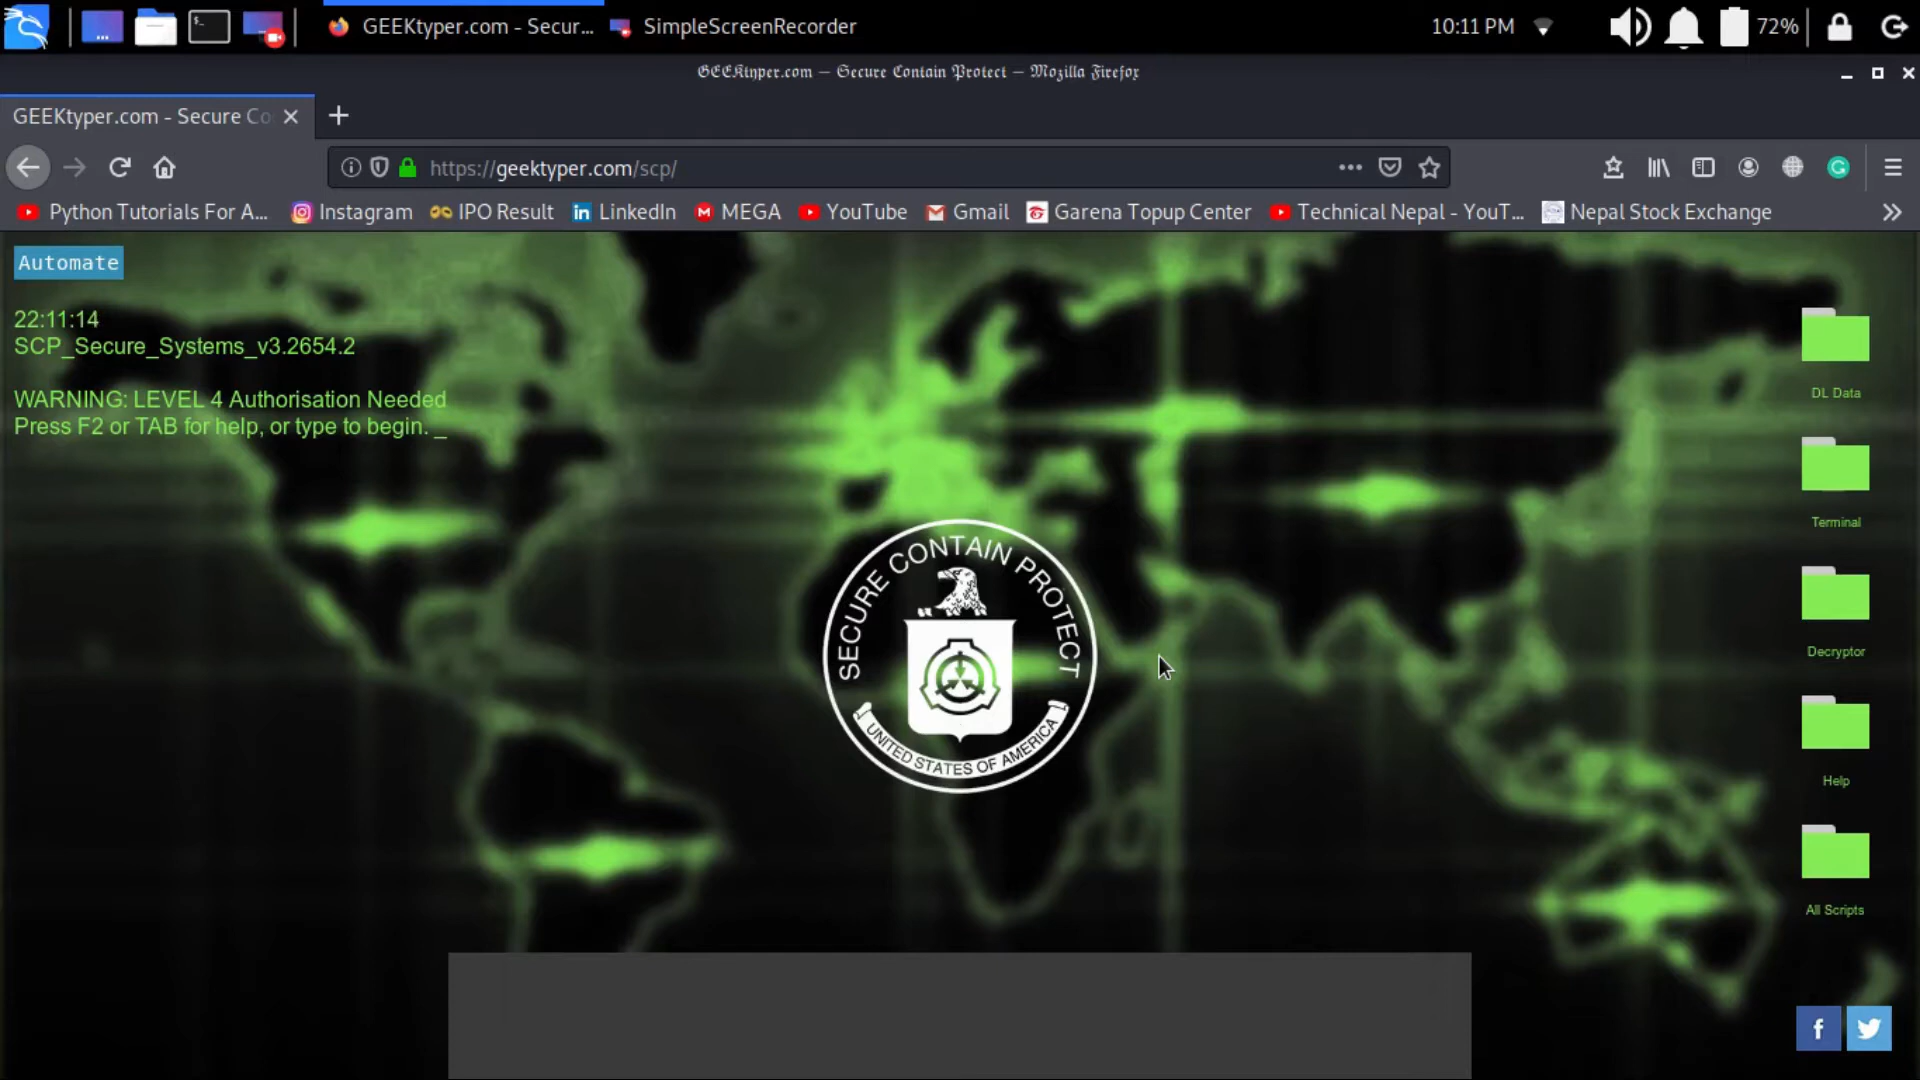 GEEKtyper.com - Secur... SimpleScreenRecorder 10:11 PM 72%
GEEKtyper.com — Secure Contain Protect — Mozilla Firefox
GEEKtyper.com - Secure Co
https://geektyper.com/scp/
Python Tutorials For A... Instagram IPO Result LinkedIn MEGA YouTube Gmail Garena Topup Center Technical Nepal - YouT... Nepal Stock Exchange
Automate
22:11:14
SCP_Secure_Systems_v3.2654.2
WARNING: LEVEL 4 Authorisation Needed
Press F2 or TAB for help, or type to begin. _
SECURE CONTAIN PROTECT
UNITED STATES OF AMERICA
DL Data
Terminal
Decryptor
Help
All Scripts